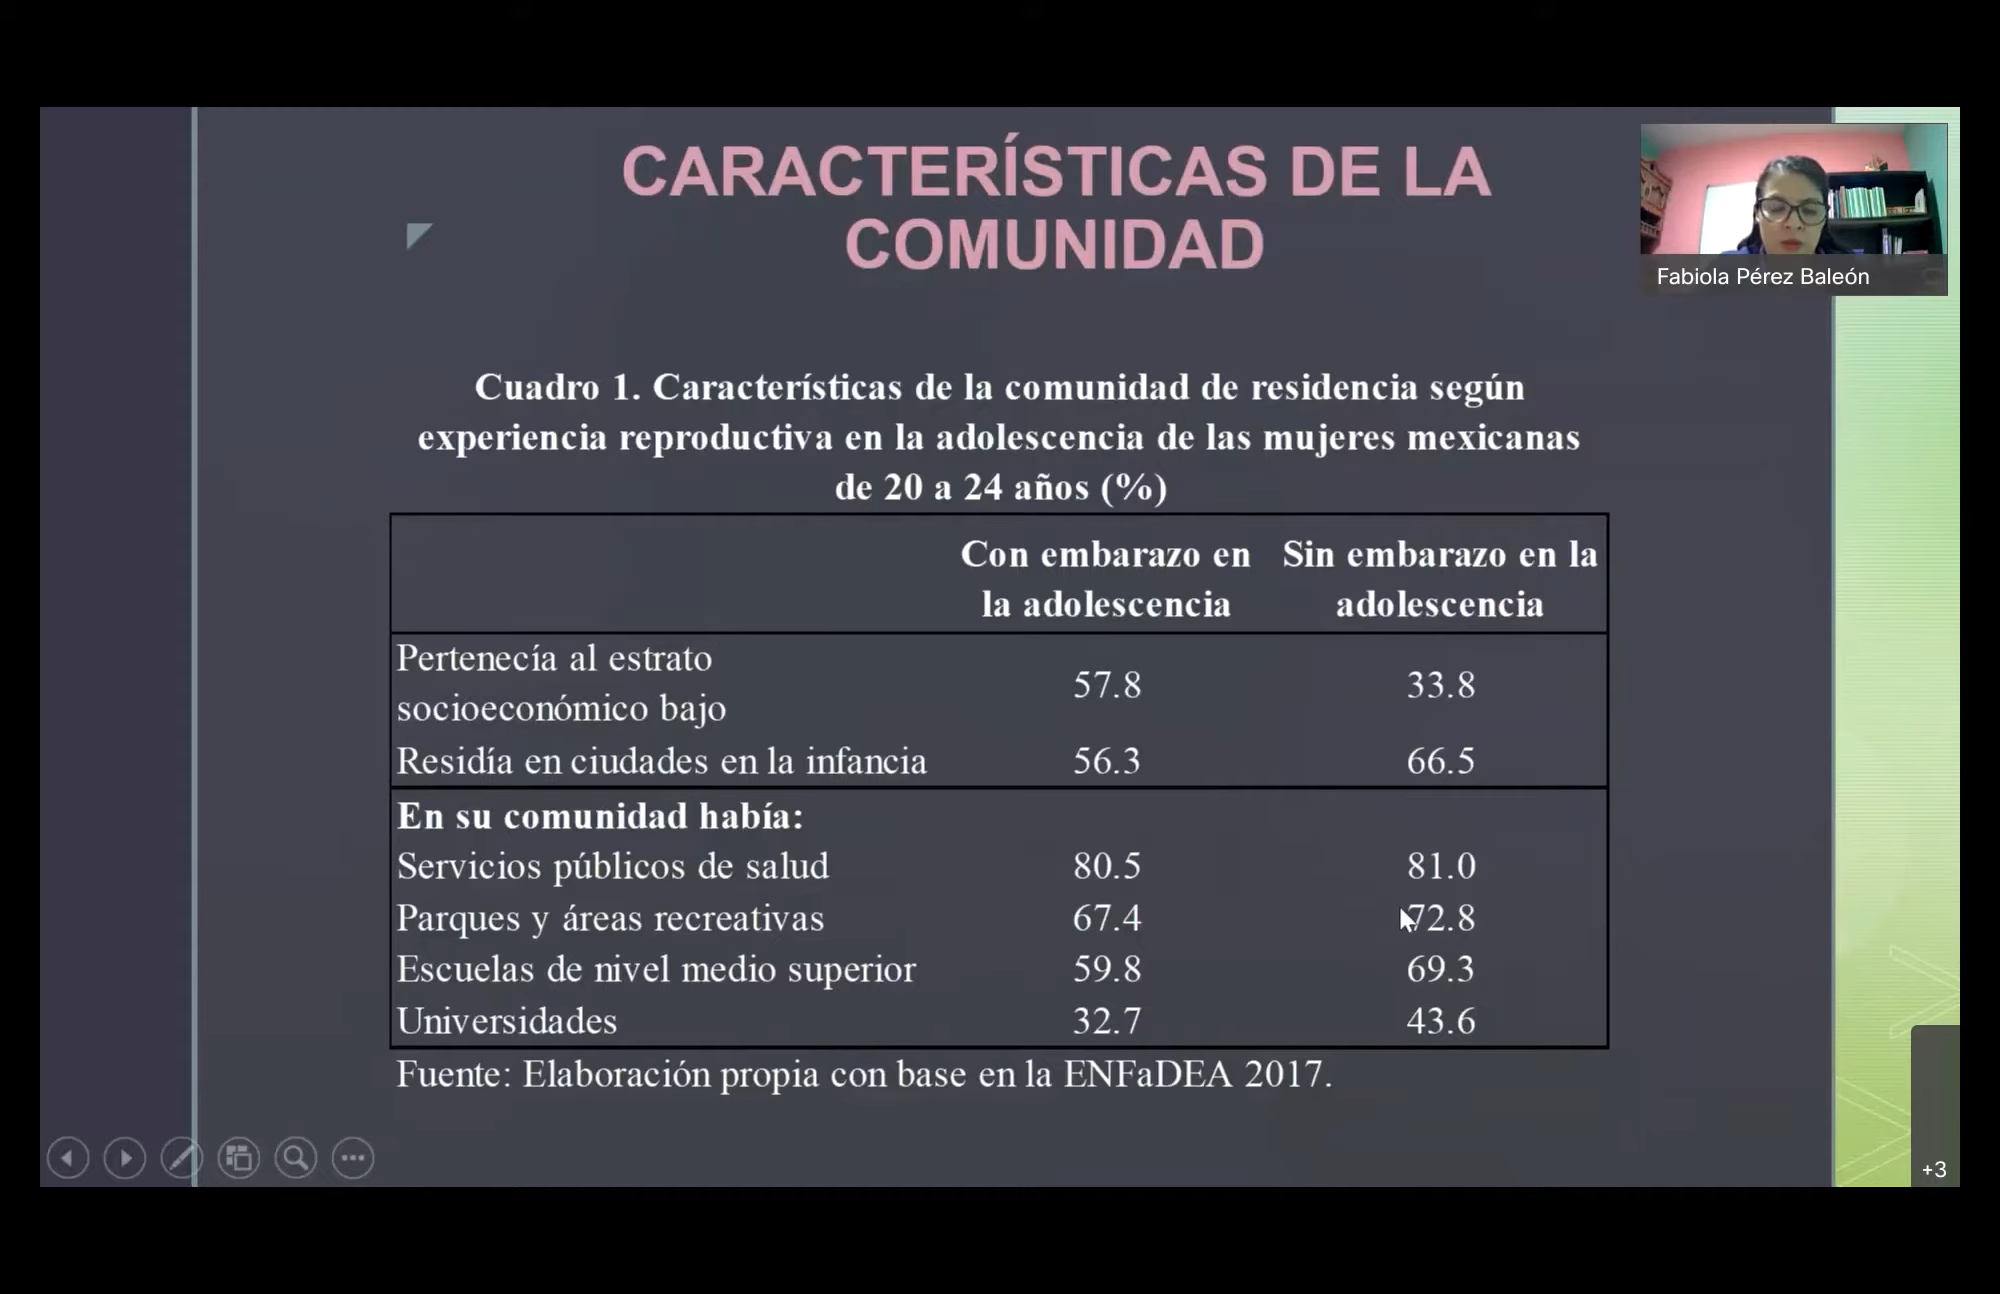 CARACTERÍSTICAS DE LA
COMUNIDAD
Fabiola Pérez Baleón
Cuadro 1. Características de la comunidad de residencia según
experiencia reproductiva en la adolescencia de las mujeres mexicanas
de 20 a 24 años (%)
Con embarazo en la adolescencia Sin embarazo en la adolescencia
Pertenecía al estrato
socioeconómico bajo 57.8 33.8
Residía en ciudades en la infancia 56.3 66.5
En su comunidad había:
Servicios públicos de salud 80.5 81.0
Parques y áreas recreativas 67.4 72.8
Escuelas de nivel medio superior 59.8 69.3
Universidades 32.7 43.6
Fuente: Elaboración propia con base en la ENFaDEA 2017.
+3